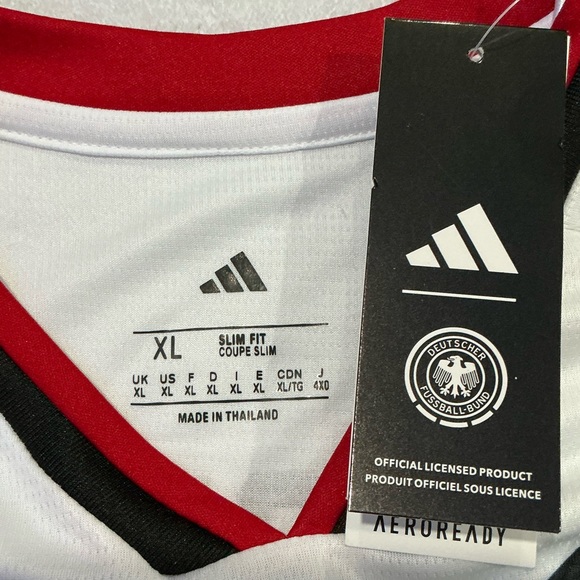 XL
SLIM FIT
COUPE SLIM
UK US F D I E CDN J
XL XL XL XL XL XL XL/TG 4XO
MADE IN THAILAND
DEUTSCHER
FUSSBALL-BUND
OFFICIAL LICENSED PRODUCT
PRODUIT OFFICIEL SOUS LICENCE
AEROREADY